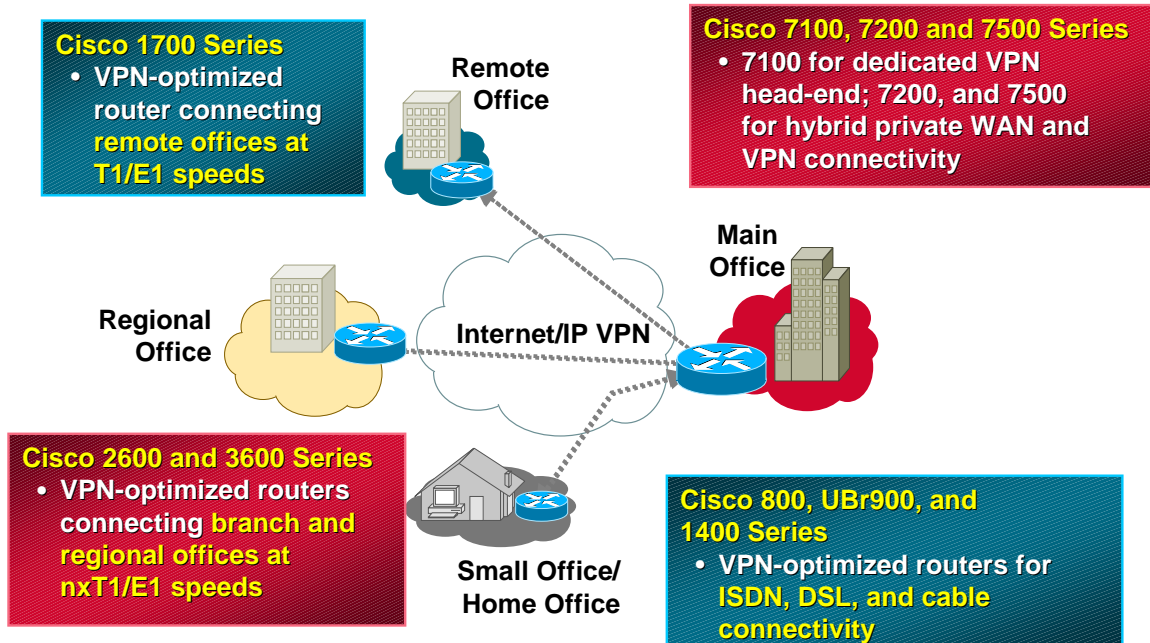 Cisco 1700 Series
• VPN-optimized
router connecting
remote offices at
T1/E1 speeds
Remote
Office
Cisco 7100, 7200 and 7500 Series
• 7100 for dedicated VPN
head-end; 7200, and 7500
for hybrid private WAN and
VPN connectivity
Main
Office
Regional
Office
Internet/IP VPN
Cisco 2600 and 3600 Series
• VPN-optimized routers
connecting branch and
regional offices at
nxT1/E1 speeds
Small Office/
Home Office
Cisco 800, UBr900, and
1400 Series
• VPN-optimized routers for
ISDN, DSL, and cable
connectivity